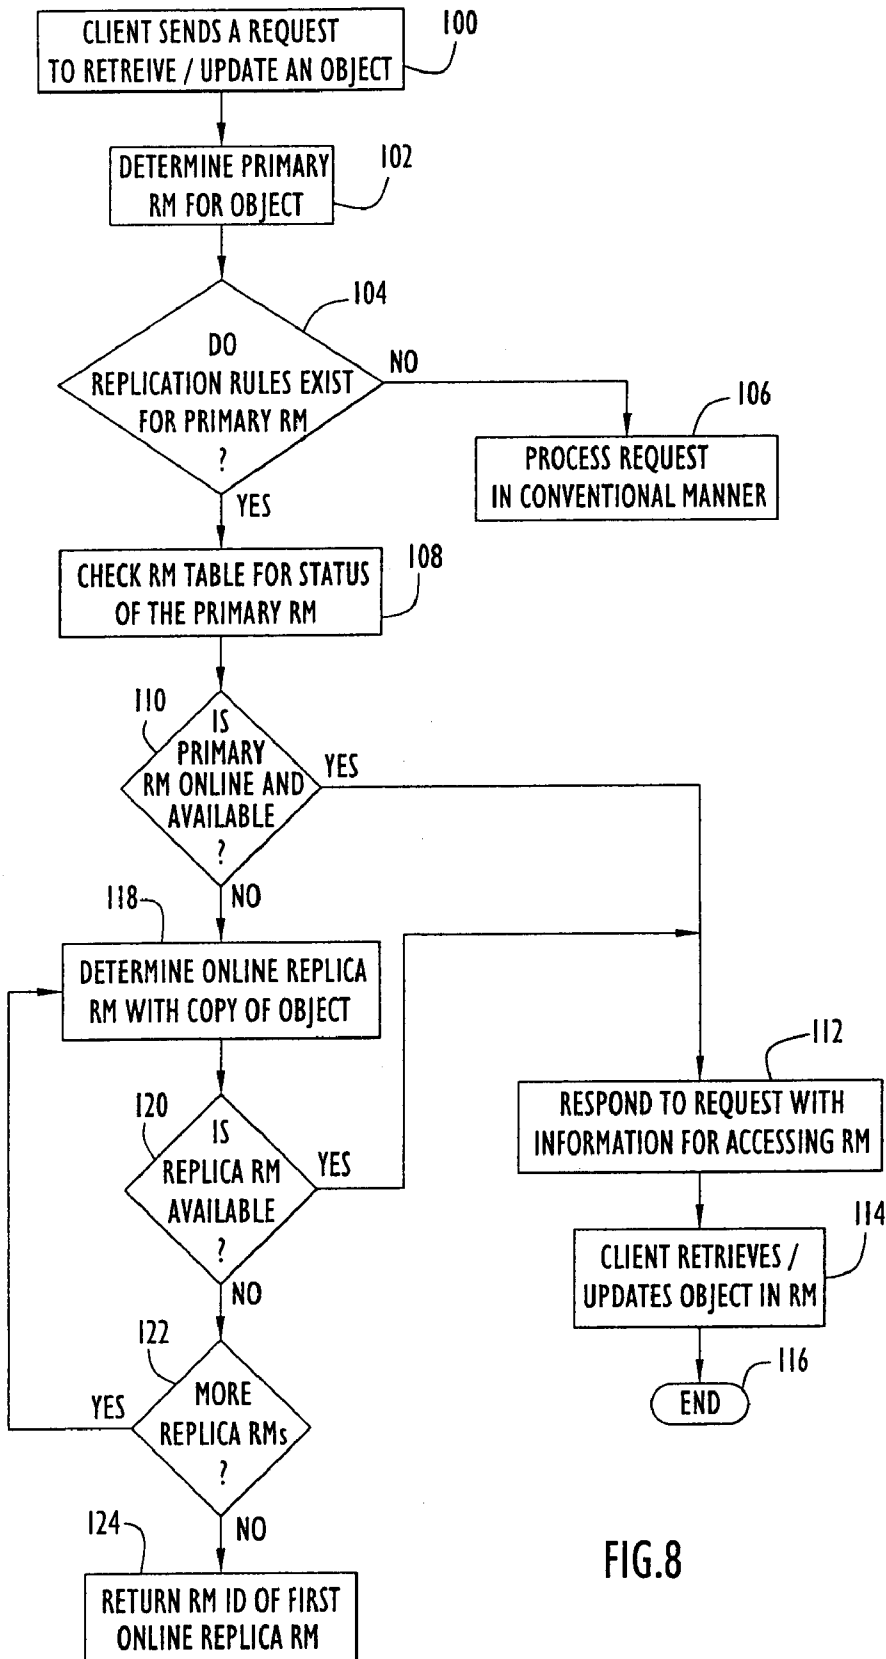 CLIENT SENDS A REQUEST
TO RETREIVE / UPDATE AN OBJECT
100
DETERMINE PRIMARY
RM FOR OBJECT
102
104
DO
REPLICATION RULES EXIST
FOR PRIMARY RM
?
NO
YES
106
PROCESS REQUEST
IN CONVENTIONAL MANNER
108
CHECK RM TABLE FOR STATUS
OF THE PRIMARY RM
110
IS
PRIMARY
RM ONLINE AND
AVAILABLE
?
YES
NO
118
DETERMINE ONLINE REPLICA
RM WITH COPY OF OBJECT
112
RESPOND TO REQUEST WITH
INFORMATION FOR ACCESSING RM
120
IS
REPLICA RM
AVAILABLE
?
YES
NO
114
CLIENT RETRIEVES /
UPDATES OBJECT IN RM
116
END
122
MORE
REPLICA RMs
?
YES
NO
124
RETURN RM ID OF FIRST
ONLINE REPLICA RM
FIG.8